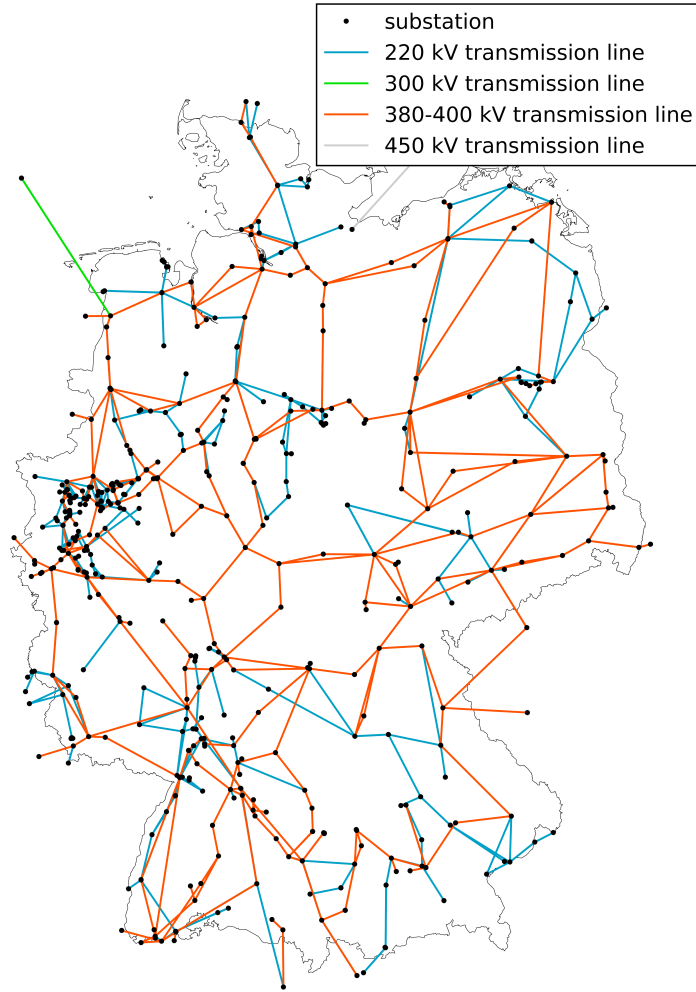 substation
220 kV transmission line
300 kV transmission line
380-400 kV transmission line
450 kV transmission line